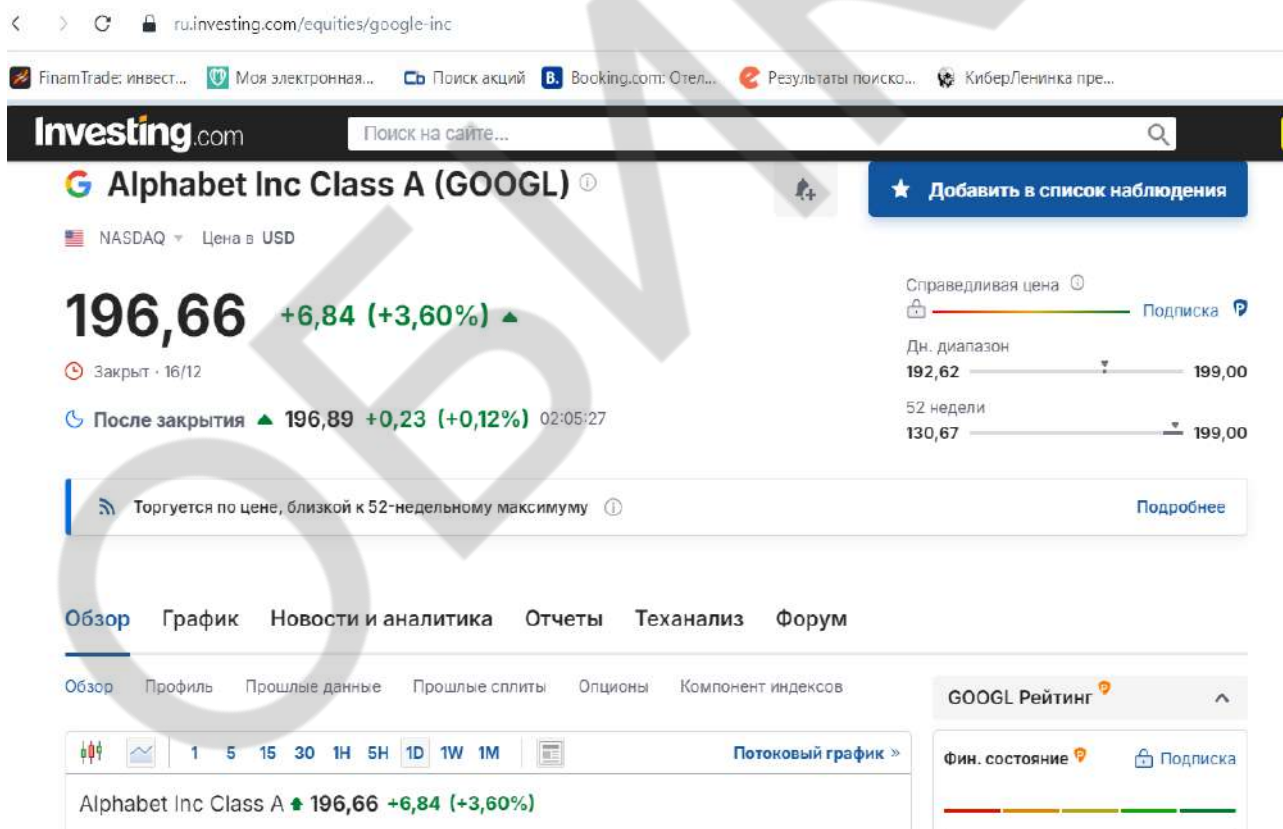 ru.investing.com/equities/google-inc
FinamTrade: инвест... Моя электронная... Сb Поиск акций B. Booking.com: Отел... Результаты поиско... КиберЛенинка пре...
Investing.com Поиск на сайте...
Alphabet Inc Class A (GOOGL) Добавить в список наблюдения
NASDAQ Цена в USD
196,66 +6,84 (+3,60%)
Справедливая цена
Подписка
Закрыт · 16/12
Дн. диапазон
192,62 199,00
После закрытия 196,89 +0,23 (+0,12%) 02:05:27
52 недели
130,67 199,00
Торгуется по цене, близкой к 52-недельному максимуму Подробнее
Обзор График Новости и аналитика Отчеты Теханализ Форум
Обзор Профиль Прошлые данные Прошлые сплиты Опционы Компонент индексов
GOOGL Рейтинг
1 5 15 30 1H 5H 1D 1W 1M Потоковый график »
Фин. состояние Подписка
Alphabet Inc Class A 196,66 +6,84 (+3,60%)